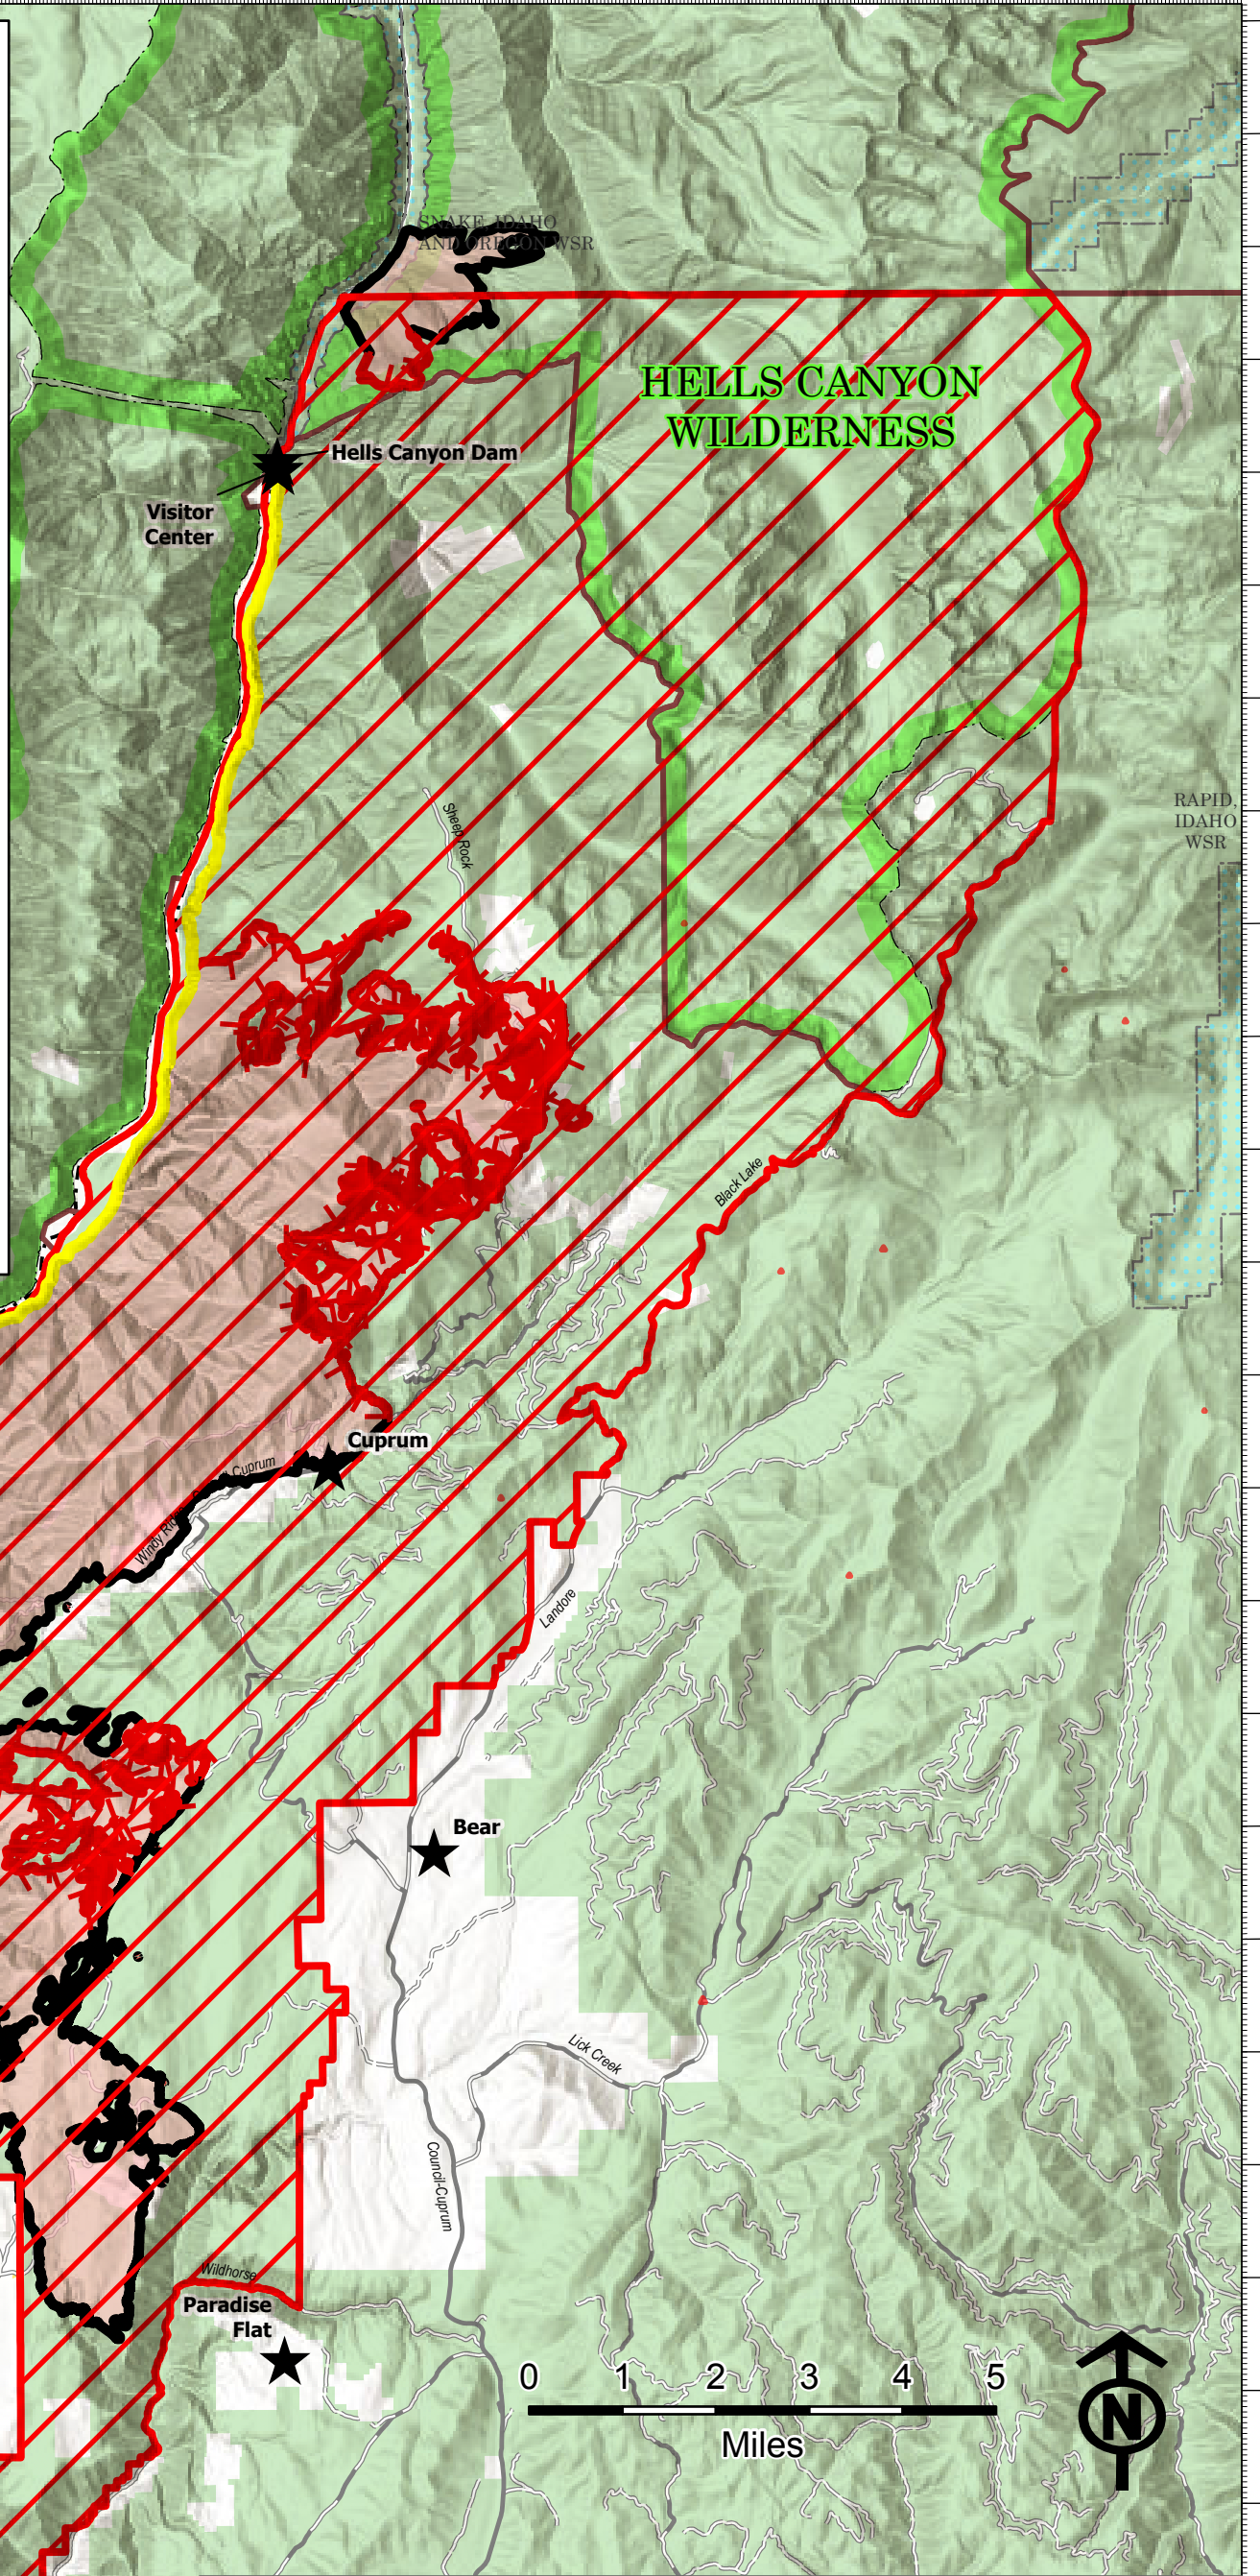 SNAKE, IDAHO
AND OREGON WSR
HELLS CANYON
WILDERNESS
Hells Canyon Dam
Visitor
Center
Sheep Rock
RAPID,
IDAHO
WSR
Black Lake
Cuprum
Cuprum
Landore
Bear
Lick Creek
Council-Cuprum
Wildhorse
Paradise
Flat
0 1 2 3 4 5
Miles
N